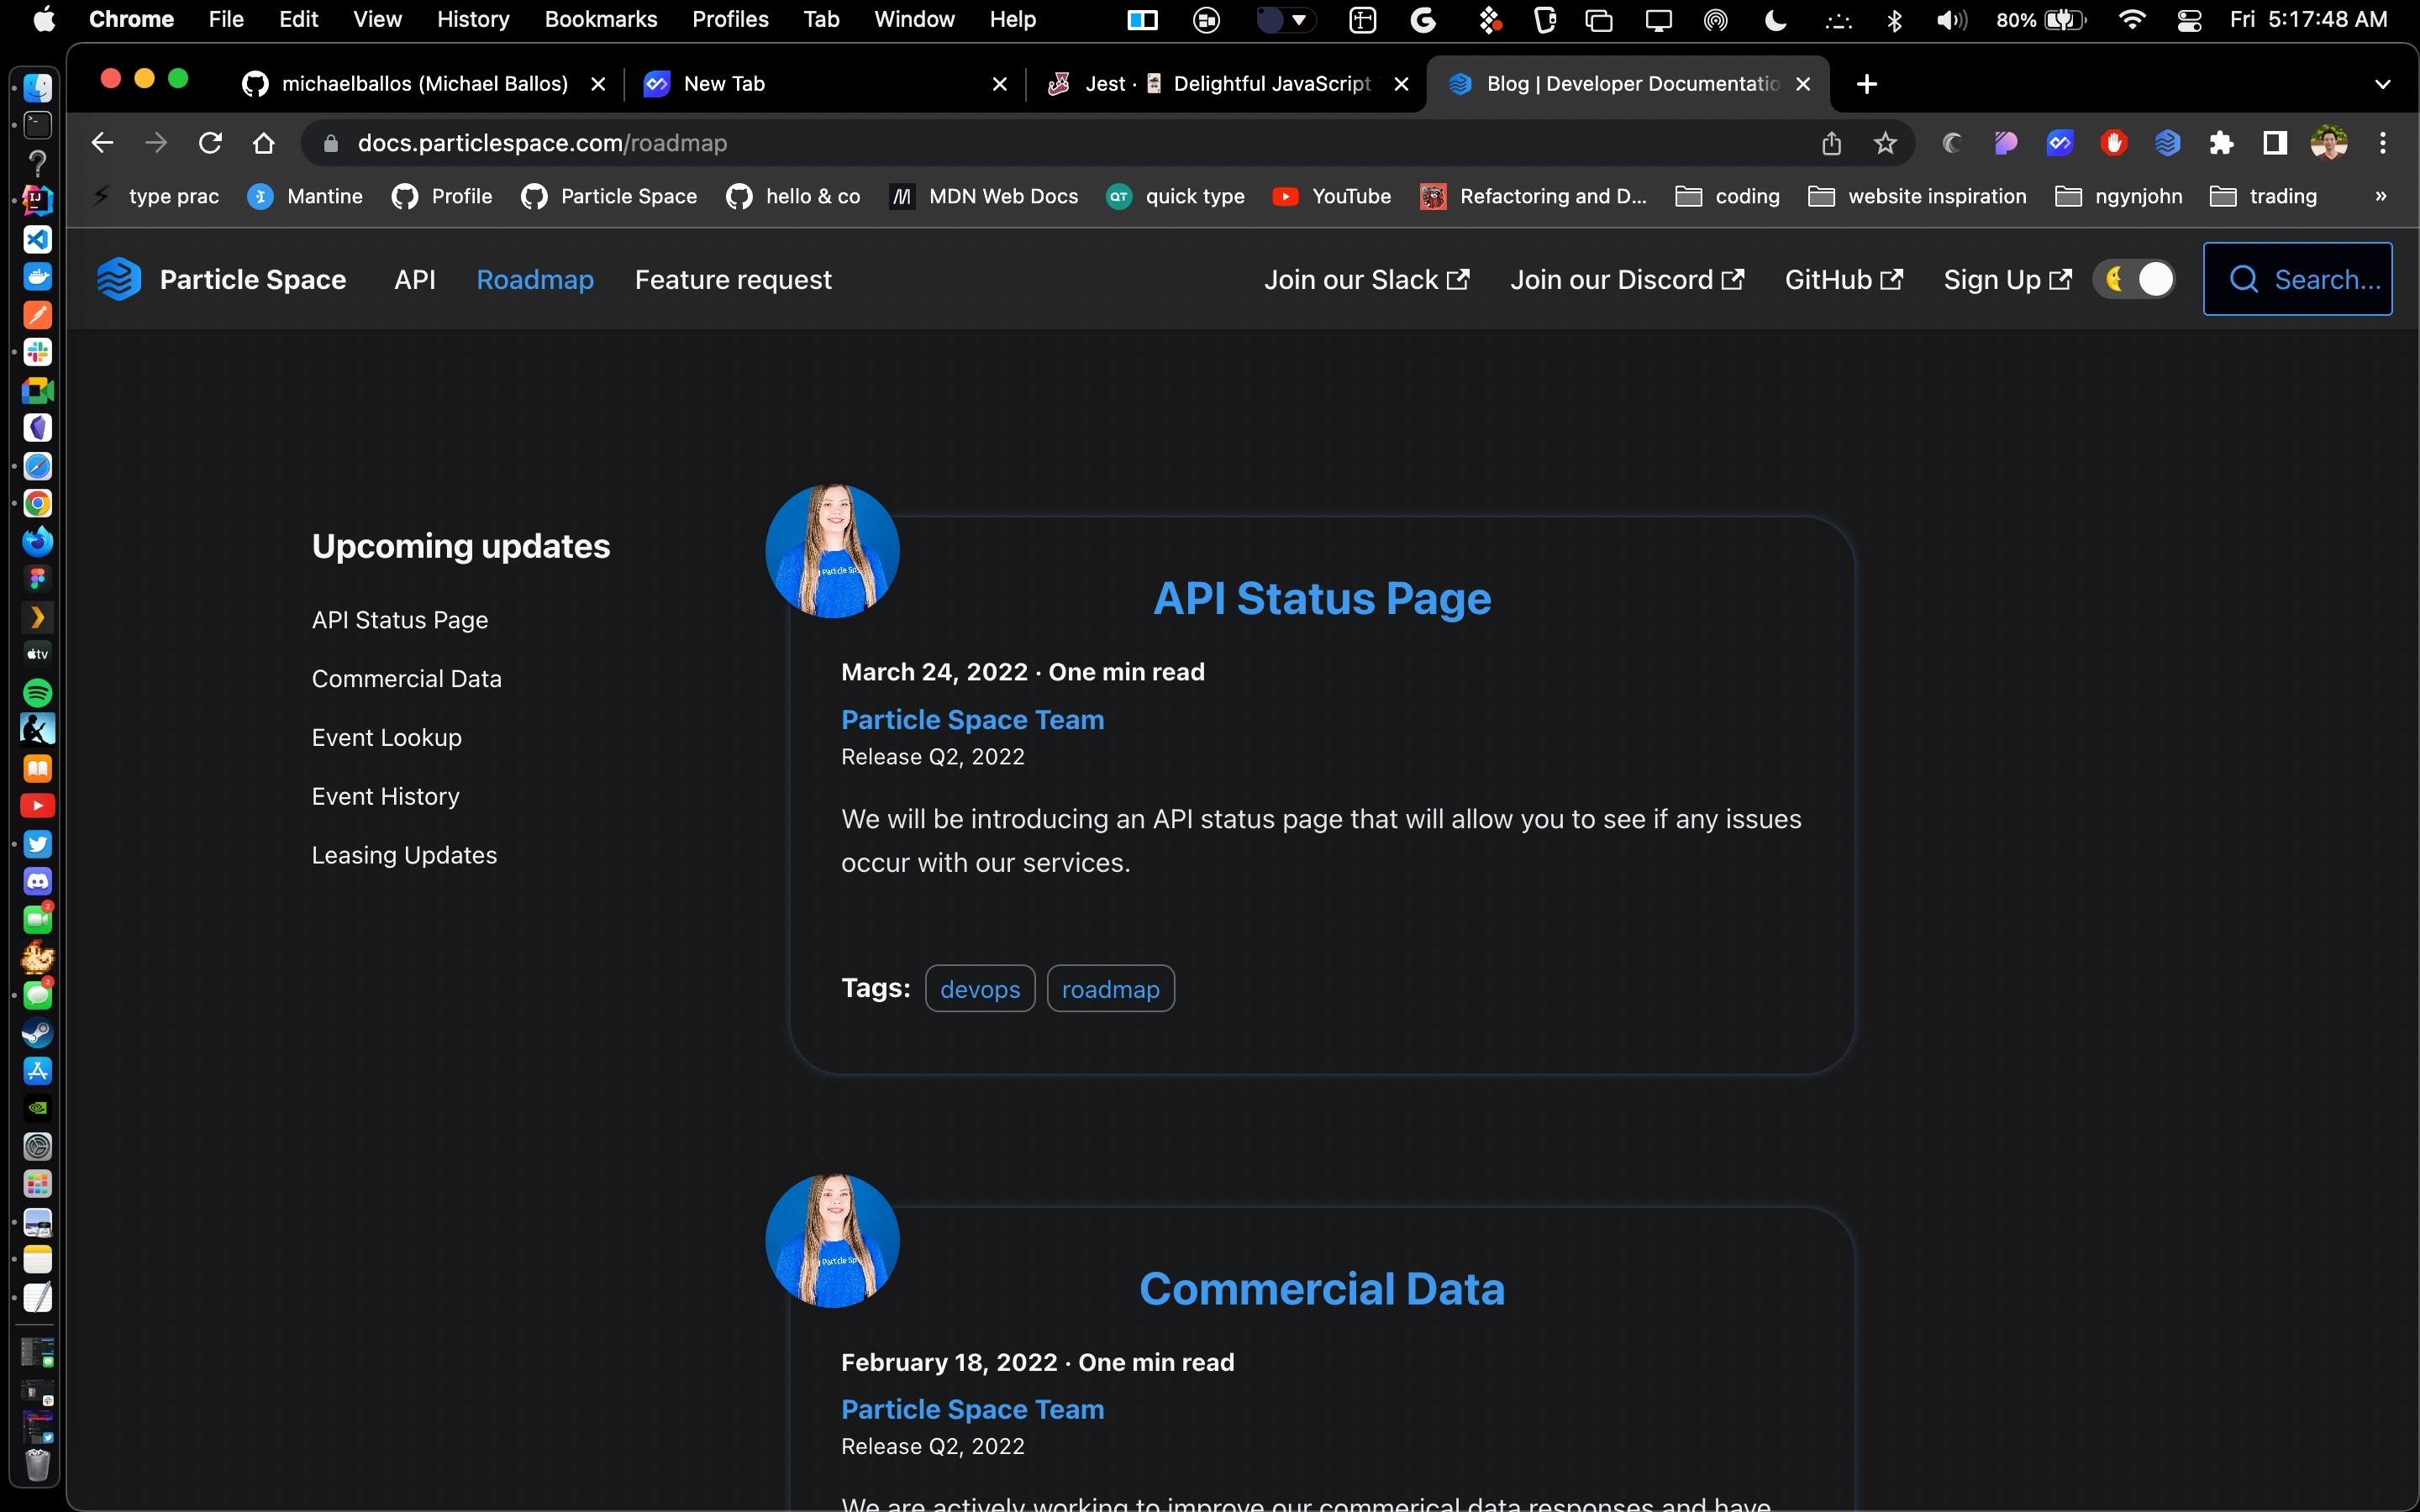 Chrome File Edit View History Bookmarks Profiles Tab Window Help 80% Fri 5:17:48 AM
michaelballos (Michael Ballos) New Tab Jest · Delightful JavaScript Blog | Developer Documentatio
docs.particlespace.com/roadmap
type prac Mantine Profile Particle Space hello & co MDN Web Docs QT quick type YouTube Refactoring and D... coding website inspiration ngynjohn trading »
Particle Space API Roadmap Feature request Join our Slack Join our Discord GitHub Sign Up Search...
Upcoming updates
API Status Page
Commercial Data
Event Lookup
Event History
Leasing Updates
API Status Page
March 24, 2022 · One min read
Particle Space Team
Release Q2, 2022
We will be introducing an API status page that will allow you to see if any issues
occur with our services.
Tags: devops roadmap
Commercial Data
February 18, 2022 · One min read
Particle Space Team
Release Q2, 2022
We are actively working to improve our commerical data responses and have